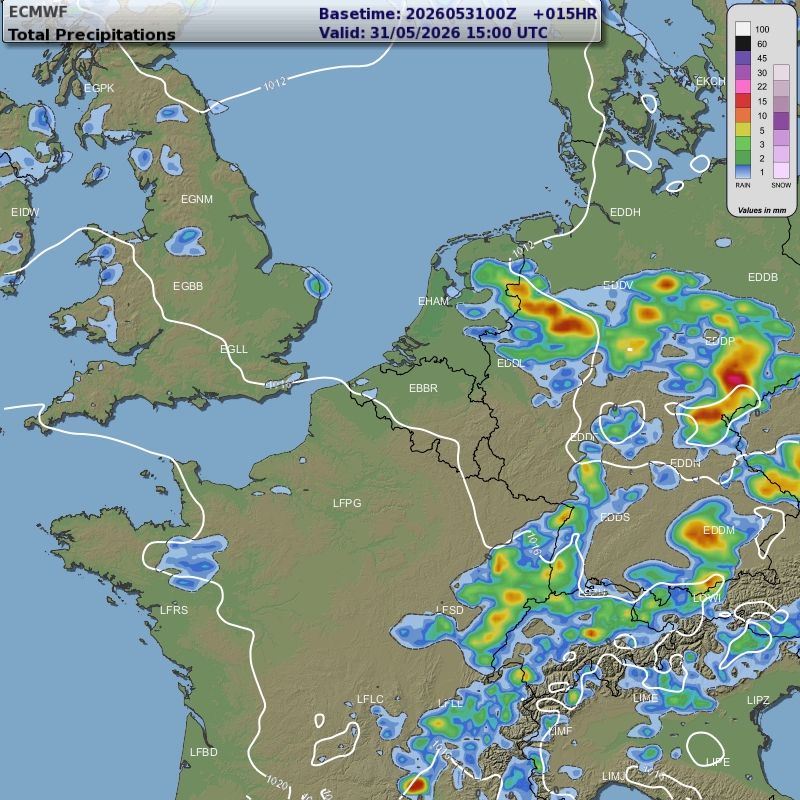 ECMWF
Basetime: 2026053100Z +015HR
Total Precipitations
Valid: 31/05/2026 15:00 UTC
100
60
45
30
22
15
10
5
3
2
1
RAIN
SNOW
Values in mm
EGPK
1012
EKCH
EGNM
EIDW
EDDH
1012
EGBB
EDDV
EDDB
EHAM
EGLL
EDDP
EDDL
1016
EBBR
EDDF
EDDN
LFPG
EDDS
EDDM
1016
LFRS
LFSD
LOWI
LFLC
LFLL
LIME
LIPZ
LIMF
LIPE
LIMJ
1020